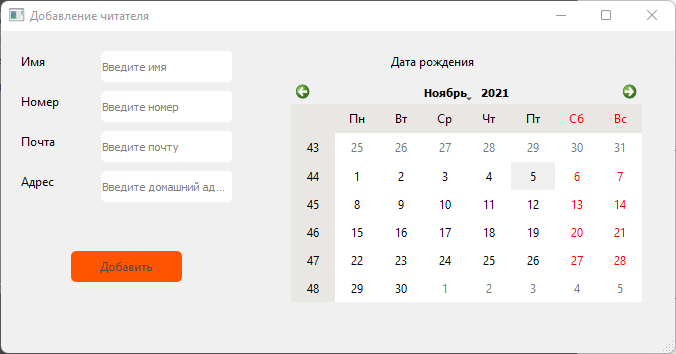 Добавление читателя
Имя
Введите имя
Номер
Введите номер
Почта
Введите почту
Адрес
Введите домашний ад...
Добавить
Дата рождения
Ноябрь 2021
Пн Вт Ср Чт Пт Сб Вс
43 25 26 27 28 29 30 31
44 1 2 3 4 5 6 7
45 8 9 10 11 12 13 14
46 15 16 17 18 19 20 21
47 22 23 24 25 26 27 28
48 29 30 1 2 3 4 5